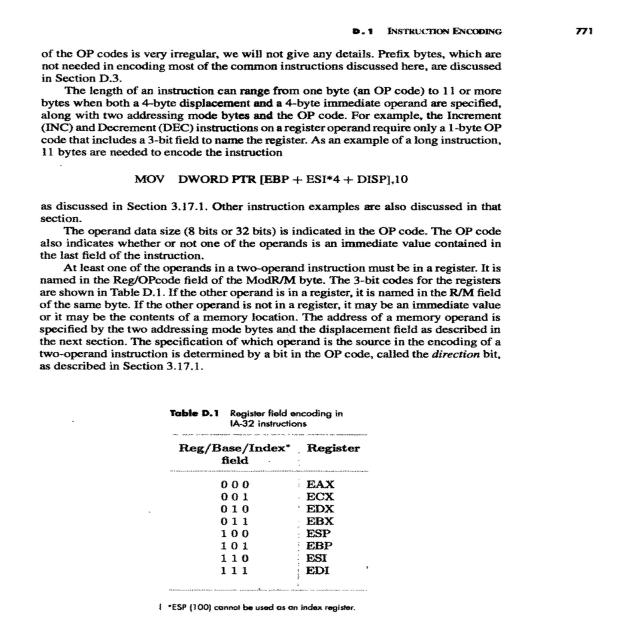 D.1 INSTRUCTION ENCODING 771
of the OP codes is very irregular, we will not give any details. Prefix bytes, which are
not needed in encoding most of the common instructions discussed here, are discussed
in Section D.3.
The length of an instruction can range from one byte (an OP code) to 11 or more
bytes when both a 4-byte displacement and a 4-byte immediate operand are specified,
along with two addressing mode bytes and the OP code. For example, the Increment
(INC) and Decrement (DEC) instructions on a register operand require only a 1-byte OP
code that includes a 3-bit field to name the register. As an example of a long instruction,
11 bytes are needed to encode the instruction
MOV DWORD PTR [EBP + ESI*4 + DISP],10
as discussed in Section 3.17.1. Other instruction examples are also discussed in that
section.
The operand data size (8 bits or 32 bits) is indicated in the OP code. The OP code
also indicates whether or not one of the operands is an immediate value contained in
the last field of the instruction.
At least one of the operands in a two-operand instruction must be in a register. It is
named in the Reg/OPcode field of the ModR/M byte. The 3-bit codes for the registers
are shown in Table D.1. If the other operand is in a register, it is named in the R/M field
of the same byte. If the other operand is not in a register, it may be an immediate value
or it may be the contents of a memory location. The address of a memory operand is
specified by the two addressing mode bytes and the displacement field as described in
the next section. The specification of which operand is the source in the encoding of a
two-operand instruction is determined by a bit in the OP code, called the direction bit,
as described in Section 3.17.1.
Table D.1 Register field encoding in
IA-32 instructions
Reg/Base/Index* Register
field
0 0 0 EAX
0 0 1 ECX
0 1 0 EDX
0 1 1 EBX
1 0 0 ESP
1 0 1 EBP
1 1 0 ESI
1 1 1 EDI
*ESP (100) cannot be used as an index register.